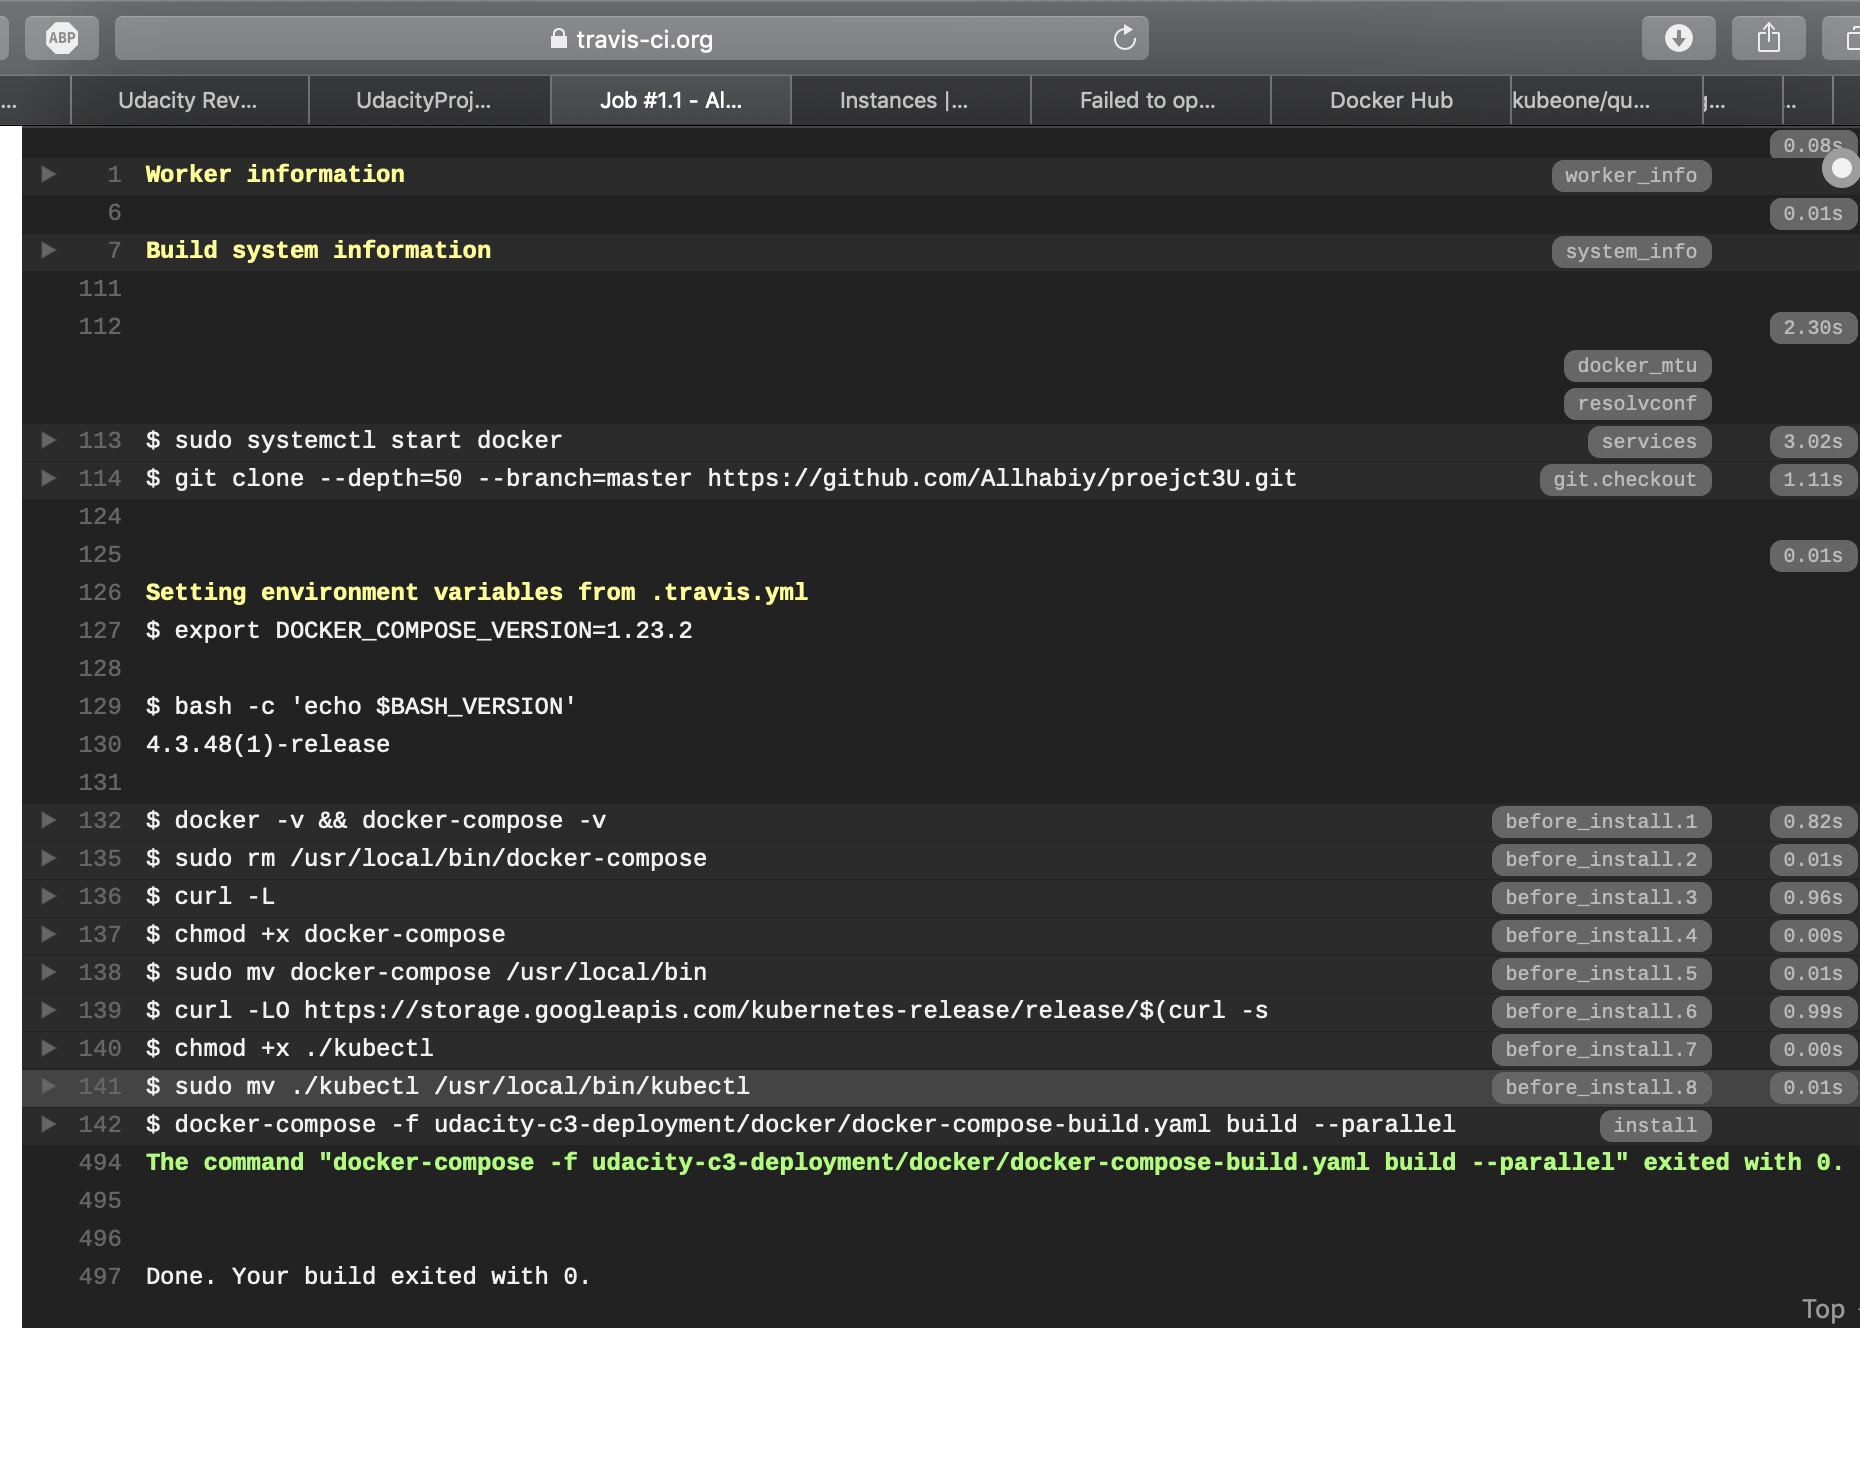 ABP
travis-ci.org
...
Udacity Rev...
UdacityProj...
Job #1.1 - Al...
Instances |...
Failed to op...
Docker Hub
kubeone/qu...
...
..
0.08s
1 Worker information worker_info
6 0.01s
7 Build system information system_info
111
112 2.30s
docker_mtu
resolvconf
113 $ sudo systemctl start docker services 3.02s
114 $ git clone --depth=50 --branch=master https://github.com/Allhabiy/proejct3U.git git.checkout 1.11s
124
125 0.01s
126 Setting environment variables from .travis.yml
127 $ export DOCKER_COMPOSE_VERSION=1.23.2
128
129 $ bash -c 'echo $BASH_VERSION'
130 4.3.48(1)-release
131
132 $ docker -v && docker-compose -v before_install.1 0.82s
135 $ sudo rm /usr/local/bin/docker-compose before_install.2 0.01s
136 $ curl -L before_install.3 0.96s
137 $ chmod +x docker-compose before_install.4 0.00s
138 $ sudo mv docker-compose /usr/local/bin before_install.5 0.01s
139 $ curl -LO https://storage.googleapis.com/kubernetes-release/release/$(curl -s before_install.6 0.99s
140 $ chmod +x ./kubectl before_install.7 0.00s
141 $ sudo mv ./kubectl /usr/local/bin/kubectl before_install.8 0.01s
142 $ docker-compose -f udacity-c3-deployment/docker/docker-compose-build.yaml build --parallel install
494 The command "docker-compose -f udacity-c3-deployment/docker/docker-compose-build.yaml build --parallel" exited with 0.
495
496
497 Done. Your build exited with 0.
Top